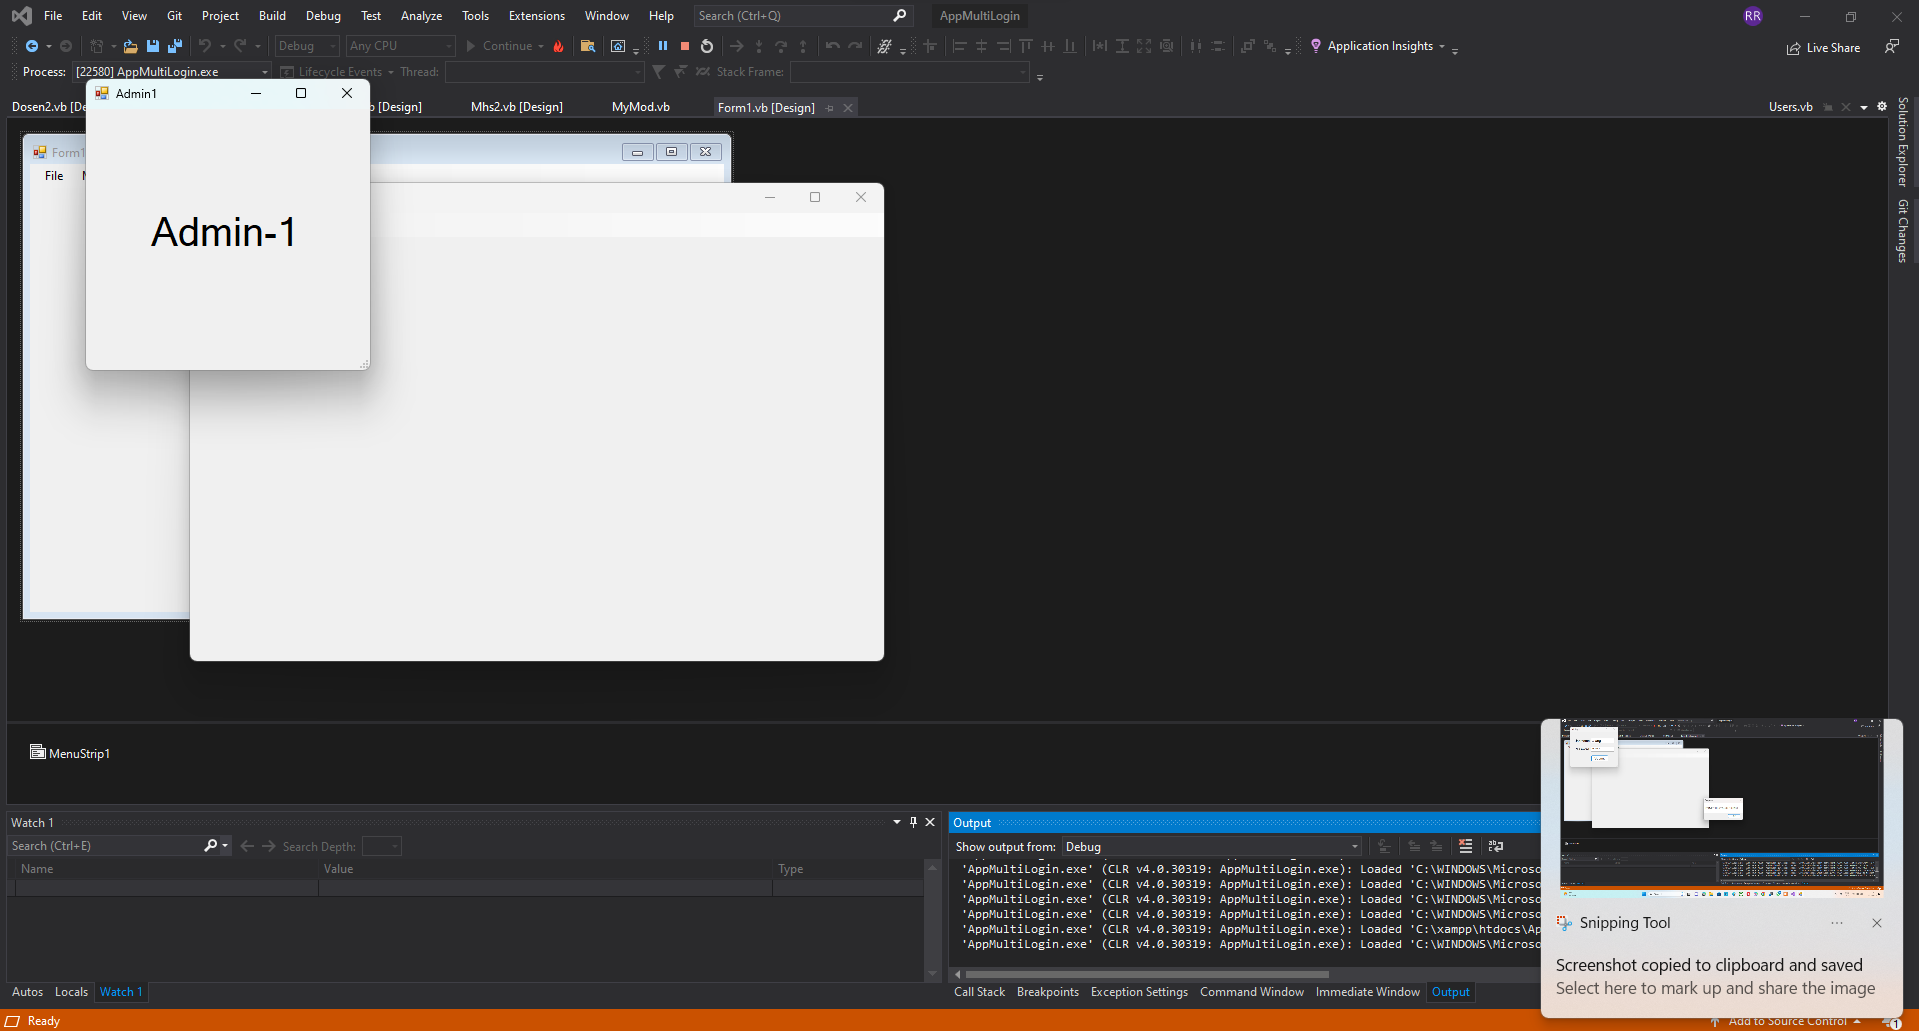 File Edit View Git Project Build Debug Test Analyze Tools Extensions Window Help Search (Ctrl+Q) AppMultiLogin RR
Debug Any CPU Continue Application Insights Live Share
Process: [22580] AppMultiLogin.exe Lifecycle Events Thread: Stack Frame:
Admin1
Dosen2.vb [De b [Design] Mhs2.vb [Design] MyMod.vb Form1.vb [Design] Users.vb
Solution Explorer
Git Changes
Form1
File
Admin-1
MenuStrip1
Watch 1
Search (Ctrl+E) Search Depth:
Name Value Type
Autos Locals Watch 1
Output
Show output from: Debug
'AppMultiLogin.exe' (CLR v4.0.30319: AppMultiLogin.exe): Loaded 'C:\WINDOWS\Microso
'AppMultiLogin.exe' (CLR v4.0.30319: AppMultiLogin.exe): Loaded 'C:\WINDOWS\Microso
'AppMultiLogin.exe' (CLR v4.0.30319: AppMultiLogin.exe): Loaded 'C:\WINDOWS\Microso
'AppMultiLogin.exe' (CLR v4.0.30319: AppMultiLogin.exe): Loaded 'C:\WINDOWS\Microso
'AppMultiLogin.exe' (CLR v4.0.30319: AppMultiLogin.exe): Loaded 'C:\xampp\htdocs\Ap
'AppMultiLogin.exe' (CLR v4.0.30319: AppMultiLogin.exe): Loaded 'C:\WINDOWS\Microso
Call Stack Breakpoints Exception Settings Command Window Immediate Window Output
Snipping Tool
Screenshot copied to clipboard and saved
Select here to mark up and share the image
Ready
Add to Source Control 1